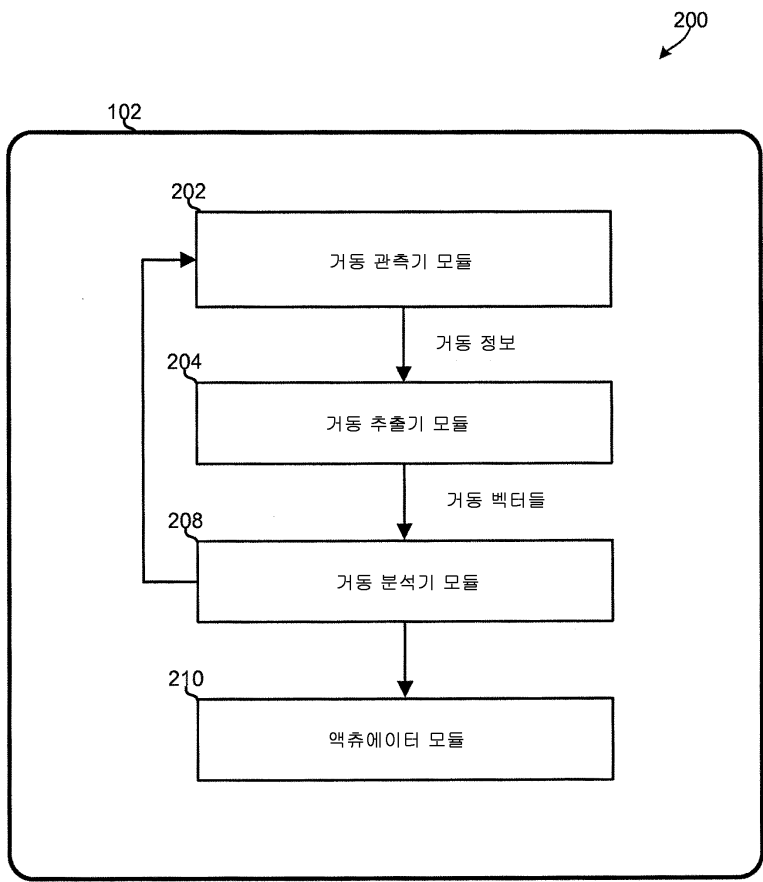 200
102
202
거동 관측기 모듈
거동 정보
204
거동 추출기 모듈
거동 벡터들
208
거동 분석기 모듈
210
액츄에이터 모듈